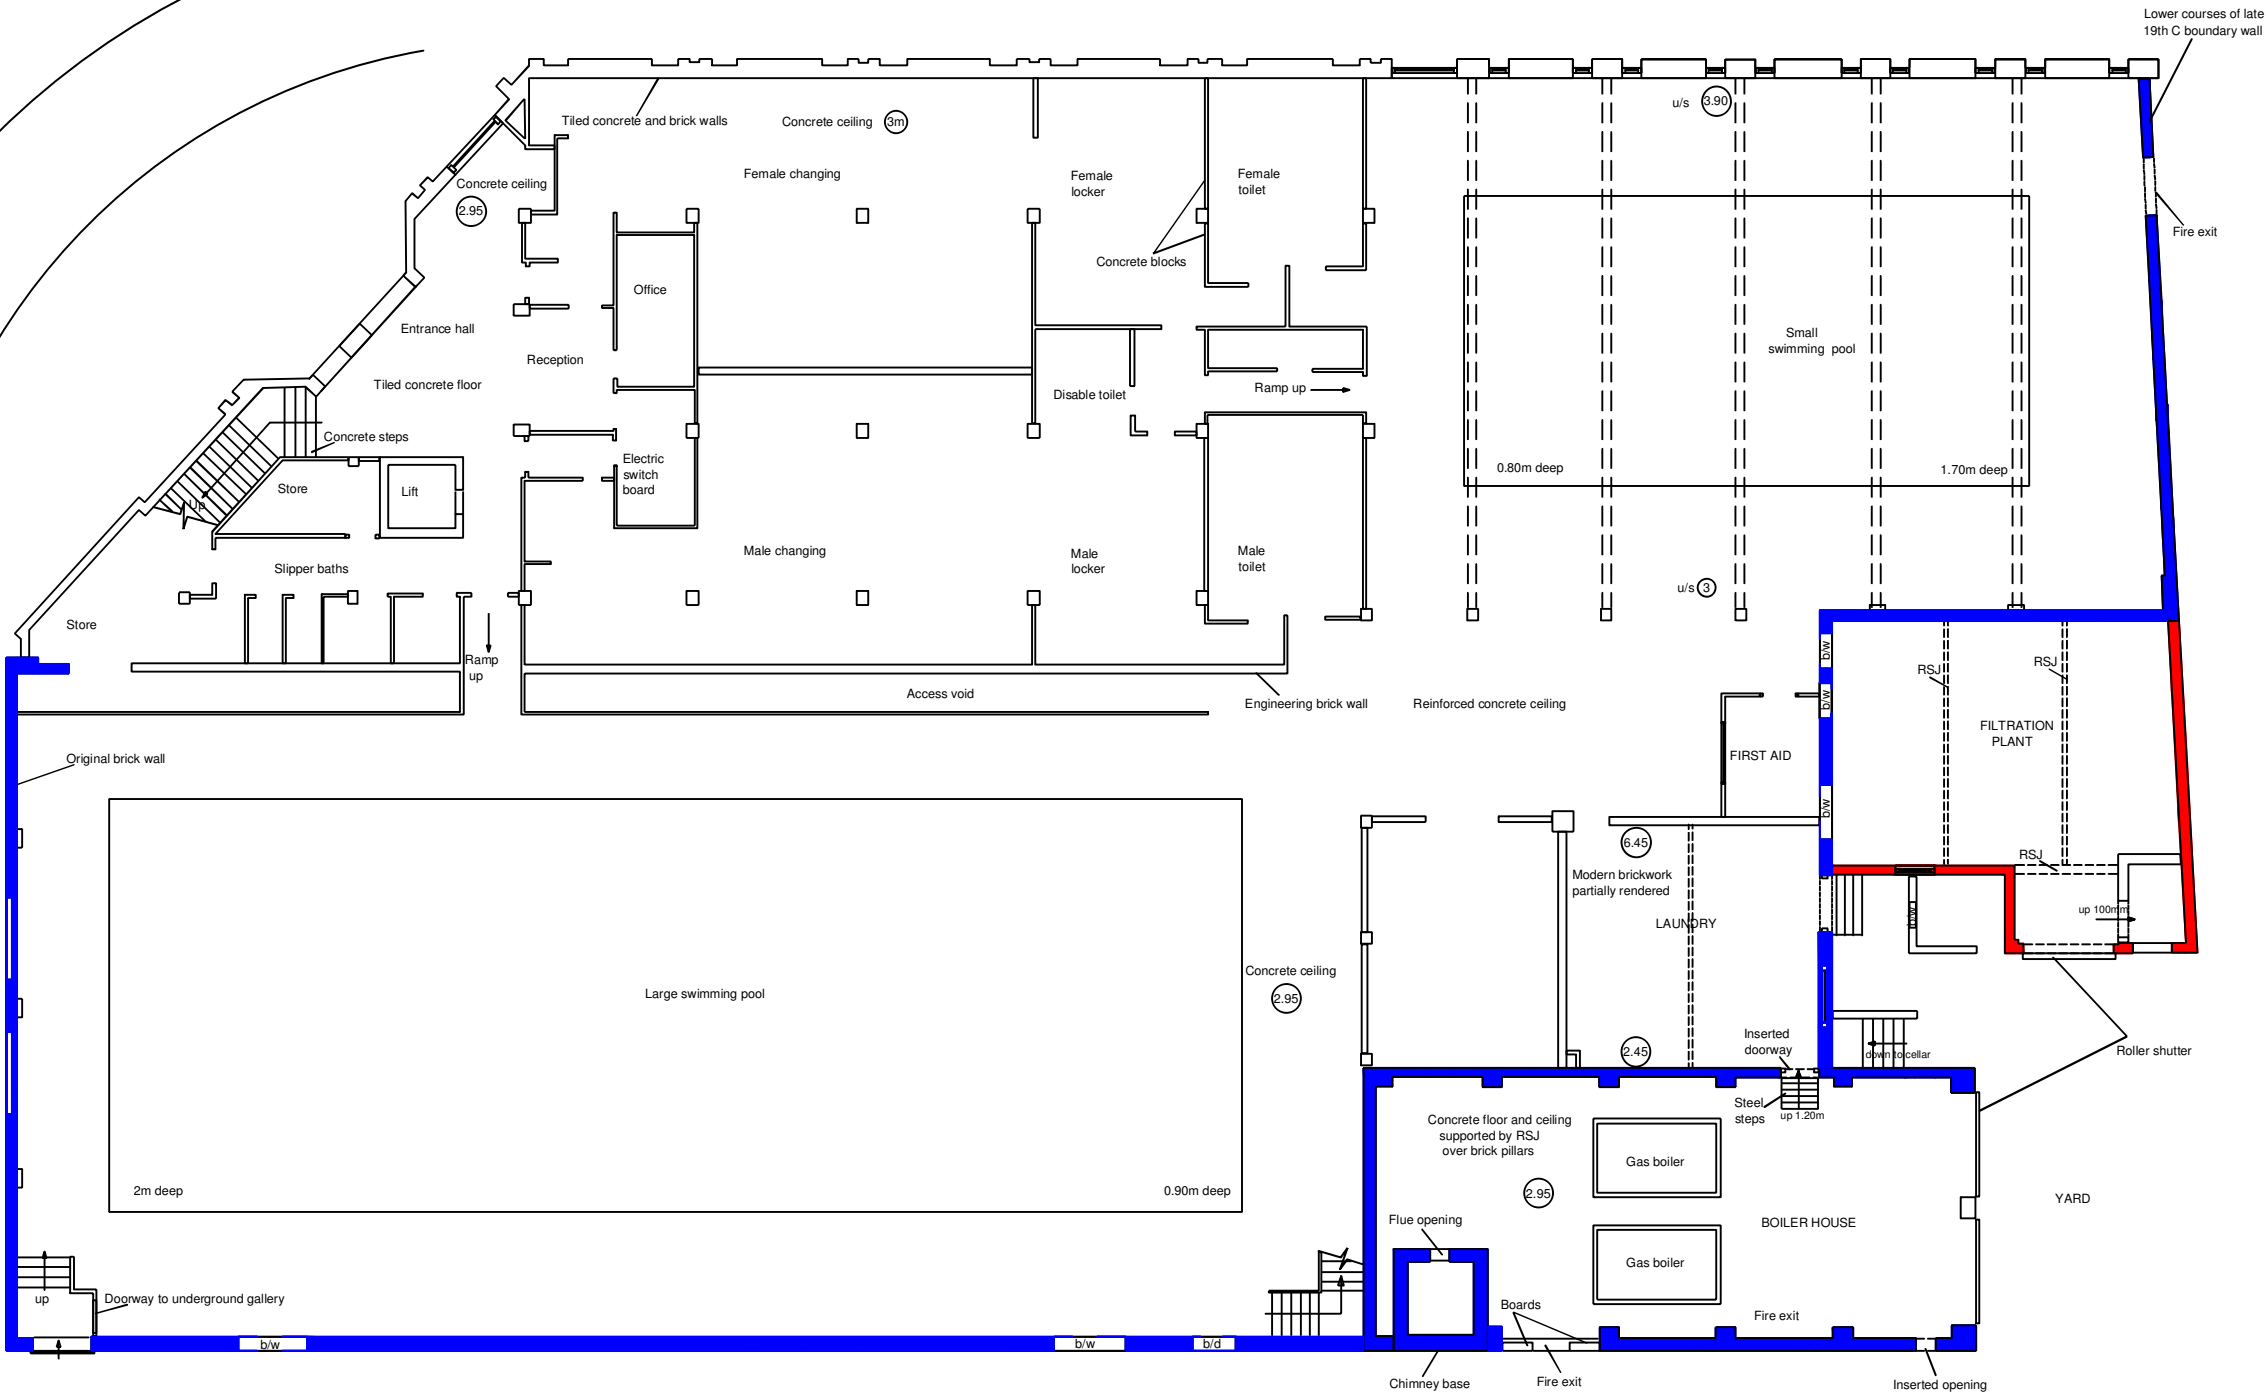 Lower courses of late
19th C boundary wall
u/s 3.90
Tiled concrete and brick walls
Concrete ceiling 3m
Female changing
Concrete ceiling
2.95
Female
locker
Female
toilet
Fire exit
Concrete blocks
Office
Entrance hall
Reception
Small
swimming pool
Tiled concrete floor
Disable toilet
Ramp up
Concrete steps
Electric
switch
board
0.80m deep
1.70m deep
Store
Lift
Up
Male changing
Male
locker
Male
toilet
Slipper baths
u/s 3
Store
Ramp
up
b/w
RSJ
RSJ
Access void
Engineering brick wall
Reinforced concrete ceiling
b/w
FILTRATION
PLANT
Original brick wall
FIRST AID
b/w
6.45
RSJ
Modern brickwork
partially rendered
up 100mm
b/w
LAUNDRY
Concrete ceiling
2.95
Large swimming pool
Inserted
doorway
2.45
down to cellar
Roller shutter
Steel
steps
up 1.20m
Concrete floor and ceiling
supported by RSJ
over brick pillars
Gas boiler
2m deep
0.90m deep
2.95
YARD
Flue opening
BOILER HOUSE
Gas boiler
up
Doorway to underground gallery
Boards
Fire exit
b/w
b/w
b/d
Chimney base
Fire exit
Inserted opening